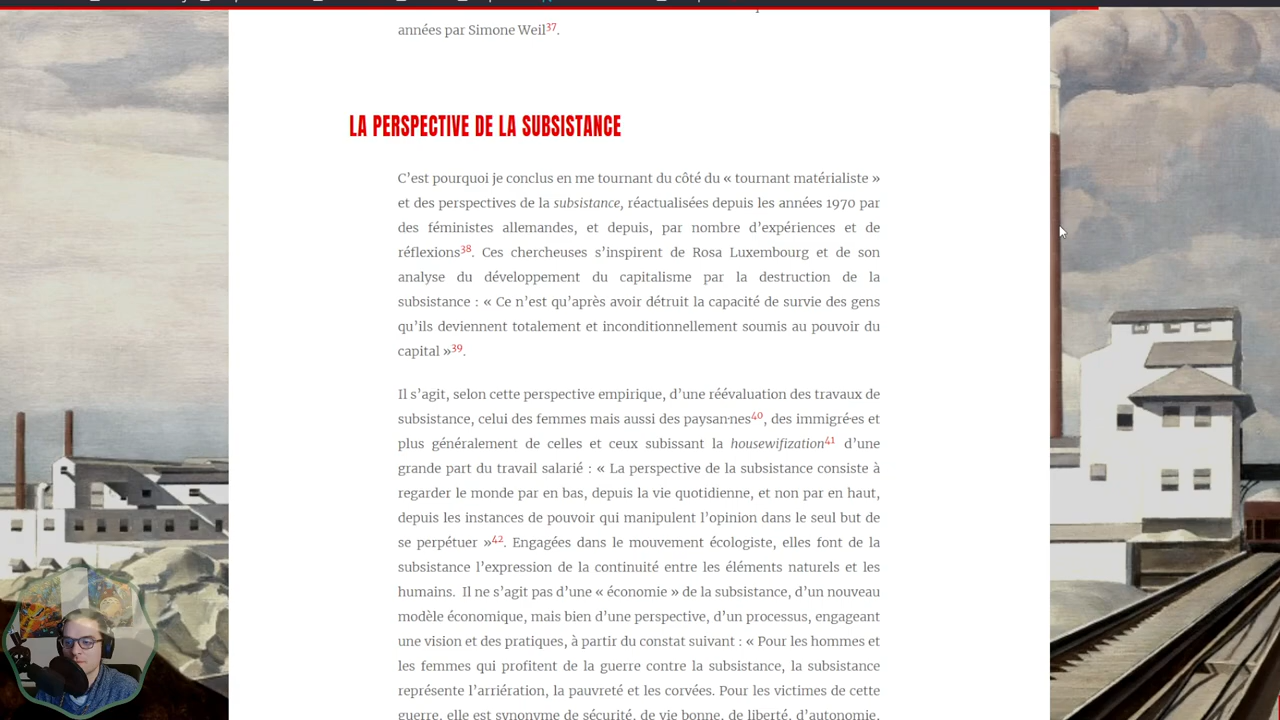 années par Simone Weil37.
LA PERSPECTIVE DE LA SUBSISTANCE
C’est pourquoi je conclus en me tournant du côté du « tournant matérialiste »
et des perspectives de la subsistance, réactualisées depuis les années 1970 par
des féministes allemandes, et depuis, par nombre d’expériences et de
réflexions38. Ces chercheuses s’inspirent de Rosa Luxembourg et de son
analyse du développement du capitalisme par la destruction de la
subsistance : « Ce n’est qu’après avoir détruit la capacité de survie des gens
qu’ils deviennent totalement et inconditionnellement soumis au pouvoir du
capital »39.
Il s’agit, selon cette perspective empirique, d’une réévaluation des travaux de
subsistance, celui des femmes mais aussi des paysan·nes40, des immigré·es et
plus généralement de celles et ceux subissant la housewifization41 d’une
grande part du travail salarié : « La perspective de la subsistance consiste à
regarder le monde par en bas, depuis la vie quotidienne, et non par en haut,
depuis les instances de pouvoir qui manipulent l’opinion dans le seul but de
se perpétuer »42. Engagées dans le mouvement écologiste, elles font de la
subsistance l’expression de la continuité entre les éléments naturels et les
humains. Il ne s’agit pas d’une « économie » de la subsistance, d’un nouveau
modèle économique, mais bien d’une perspective, d’un processus, engageant
une vision et des pratiques, à partir du constat suivant : « Pour les hommes et
les femmes qui profitent de la guerre contre la subsistance, la subsistance
représente l’arriération, la pauvreté et les corvées. Pour les victimes de cette
guerre, elle est synonyme de sécurité, de vie bonne, de liberté, d’autonomie,